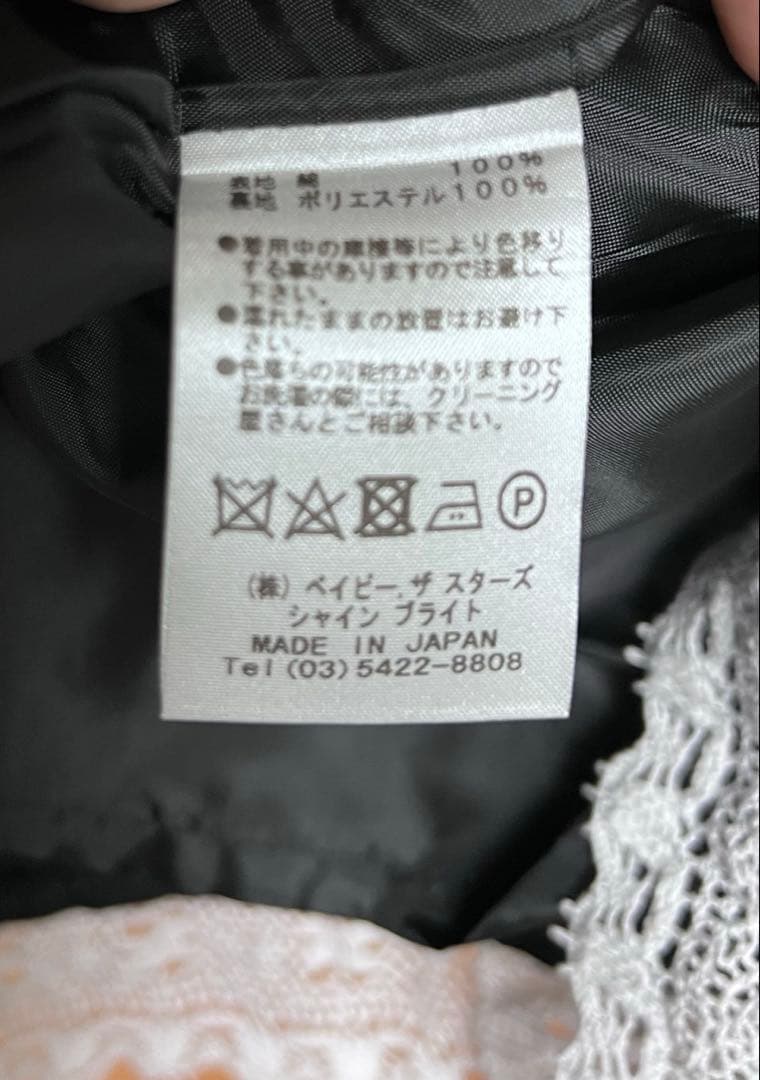 表地 綿 100%
裏地 ポリエステル100%
●着用中の摩擦等により色移り
する事がありますので注意して
下さい。
●濡れたままの放置はお避け下
さい。
●色落ちの可能性がありますので
お洗濯の際には、クリーニング
屋さんとご相談下さい。
P
(株) ベイビー,ザ スターズ
シャイン ブライト
MADE IN JAPAN
Tel (03) 5422-8808